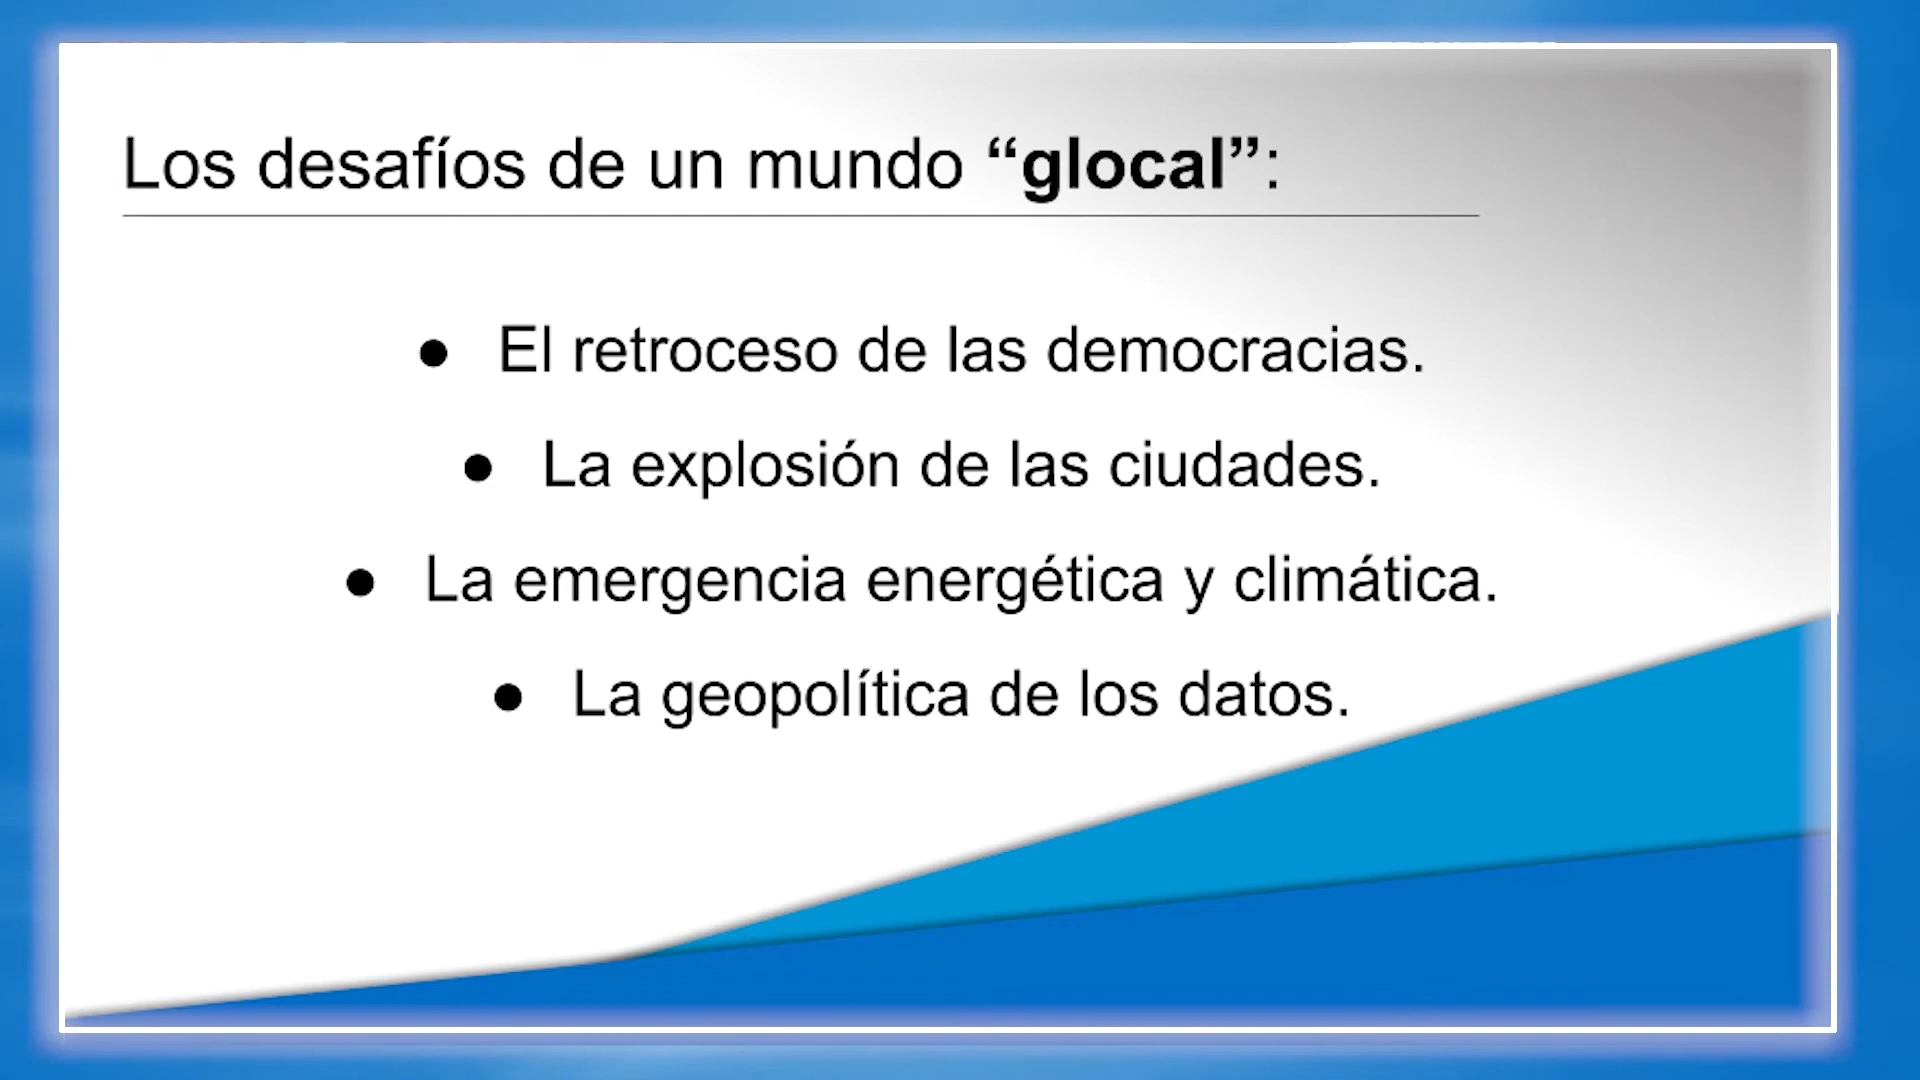 Los desafíos de un mundo “glocal”:
● El retroceso de las democracias.
● La explosión de las ciudades.
● La emergencia energética y climática.
● La geopolítica de los datos.